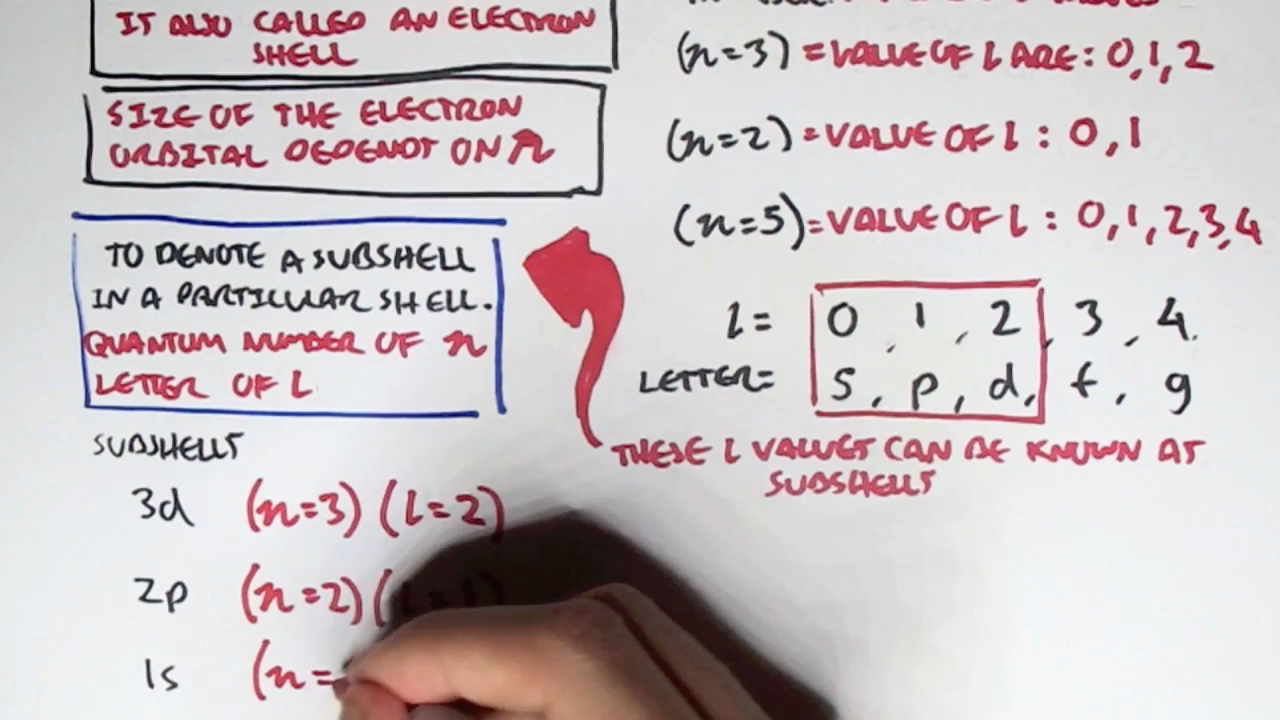 IT ALSO CALLED AN ELECTRON
SHELL
SIZE OF THE ELECTRON
ORBITAL DEPENDT ON n
TO DENOTE A SUBSHELL
IN A PARTICULAR SHELL.
QUANTUM NUMBER OF n
LETTER OF l
SUBSHELLS
3d (n=3) (l=2)
2p (n=2) (l=1)
1s (n=
(n=3) = VALUE OF l ARE: 0,1,2
(n=2) = VALUE OF l : 0,1
(n=5) = VALUE OF l : 0,1,2,3,4
l = 0, 1, 2, 3, 4
LETTER= s, p, d, f, g
THESE l VALUES CAN BE KNOWN AT
SUBSHELLS